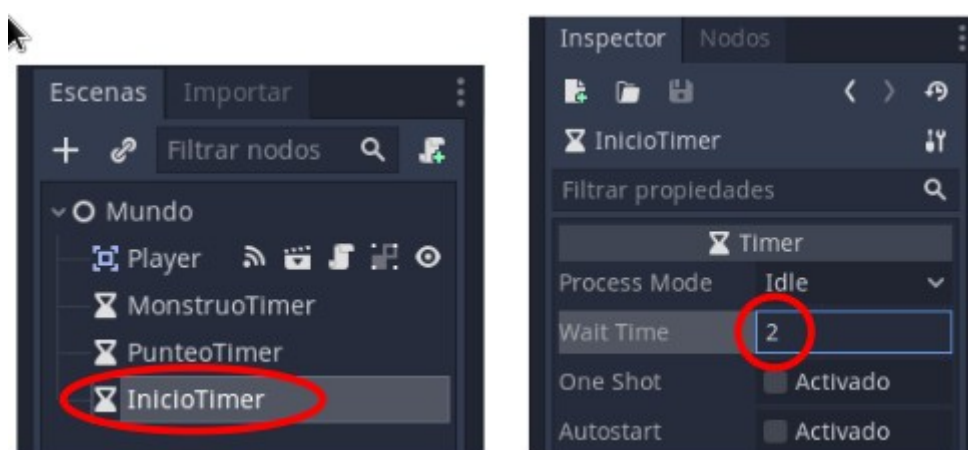 Escenas Importar
Filtrar nodos
Mundo
Player
MonstruoTimer
PunteoTimer
InicioTimer
Inspector Nodos
InicioTimer
Filtrar propiedades
Timer
Process Mode Idle
Wait Time 2
One Shot Activado
Autostart Activado